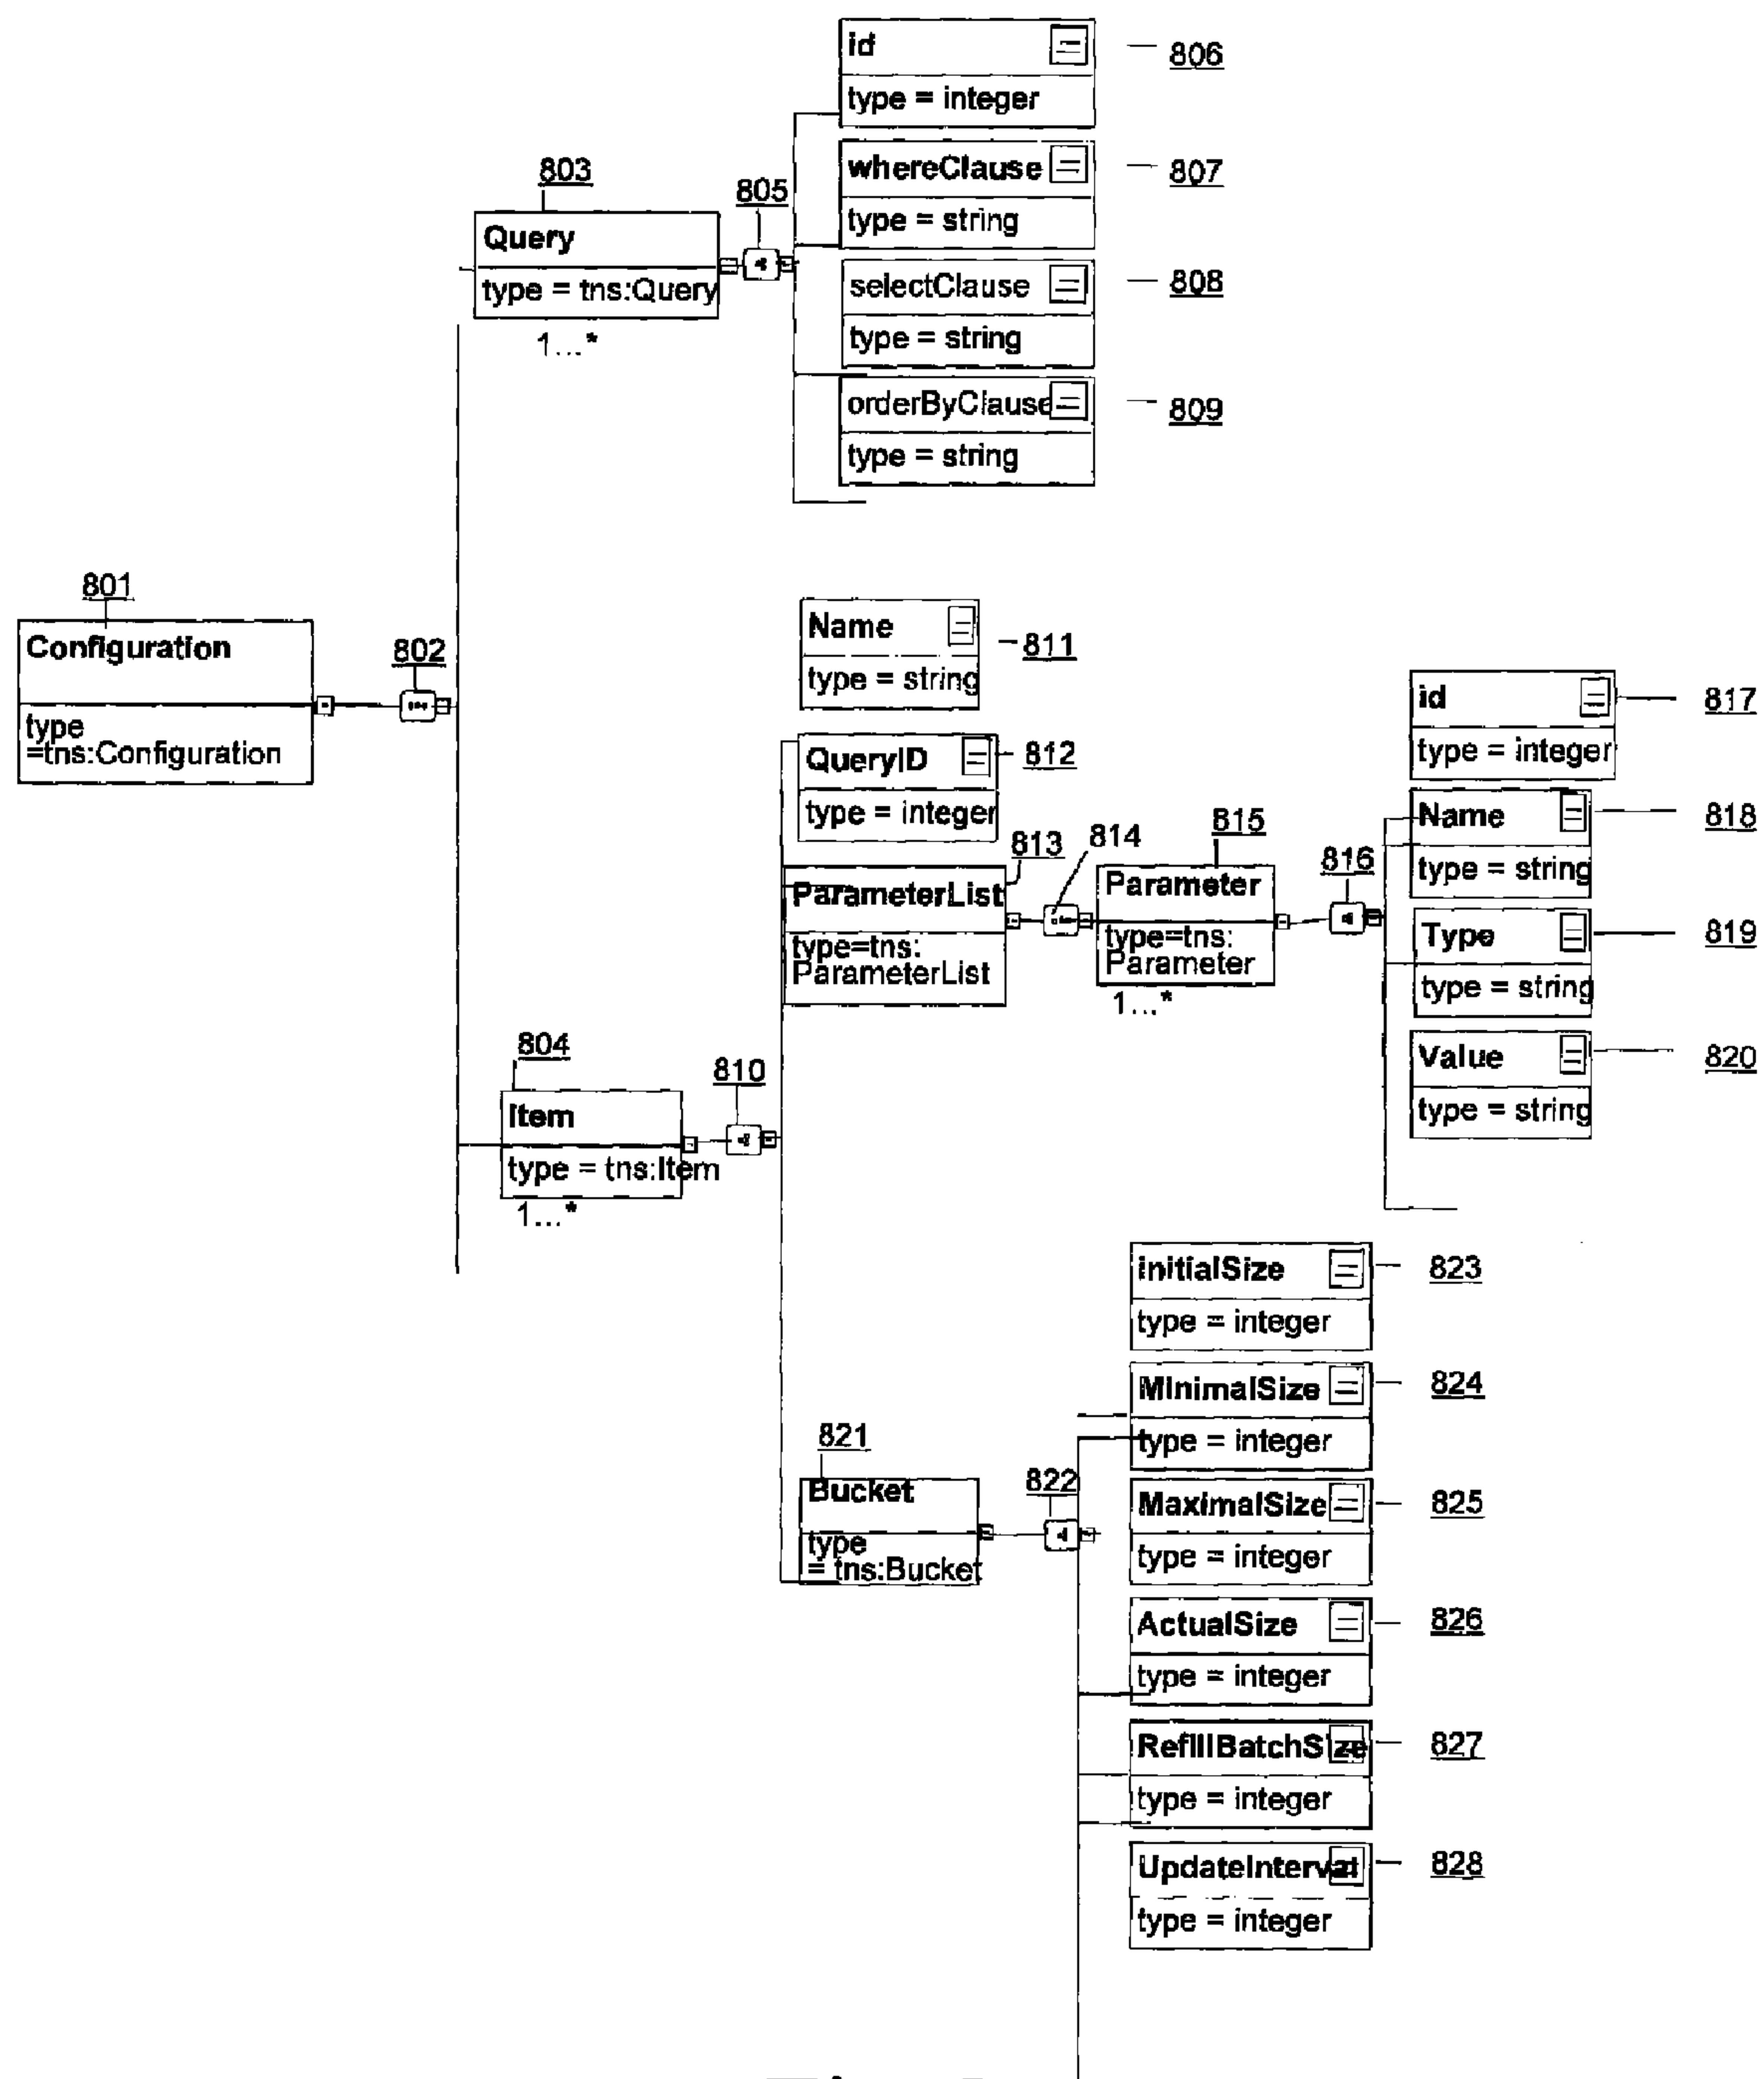 806
id
type = integer
807
whereClause
type = string
808
selectClause
type = string
809
orderByClause
type = string
803
805
Query
type = tns:Query
1...*
801
802
Configuration
type
=tns:Configuration
811
Name
type = string
812
QueryID
type = integer
813
814
815
816
ParameterList
type=tns:
ParameterList
Parameter
type=tns:
Parameter
1...*
817
id
type = integer
818
Name
type = string
819
Type
type = string
820
Value
type = string
804
810
Item
type = tns:Item
1...*
821
822
Bucket
type
= tns:Bucket
823
initialSize
type = integer
824
MinimalSize
type = integer
825
MaximalSize
type = integer
826
ActualSize
type = integer
827
RefillBatchSize
type = integer
828
UpdateInterval
type = integer